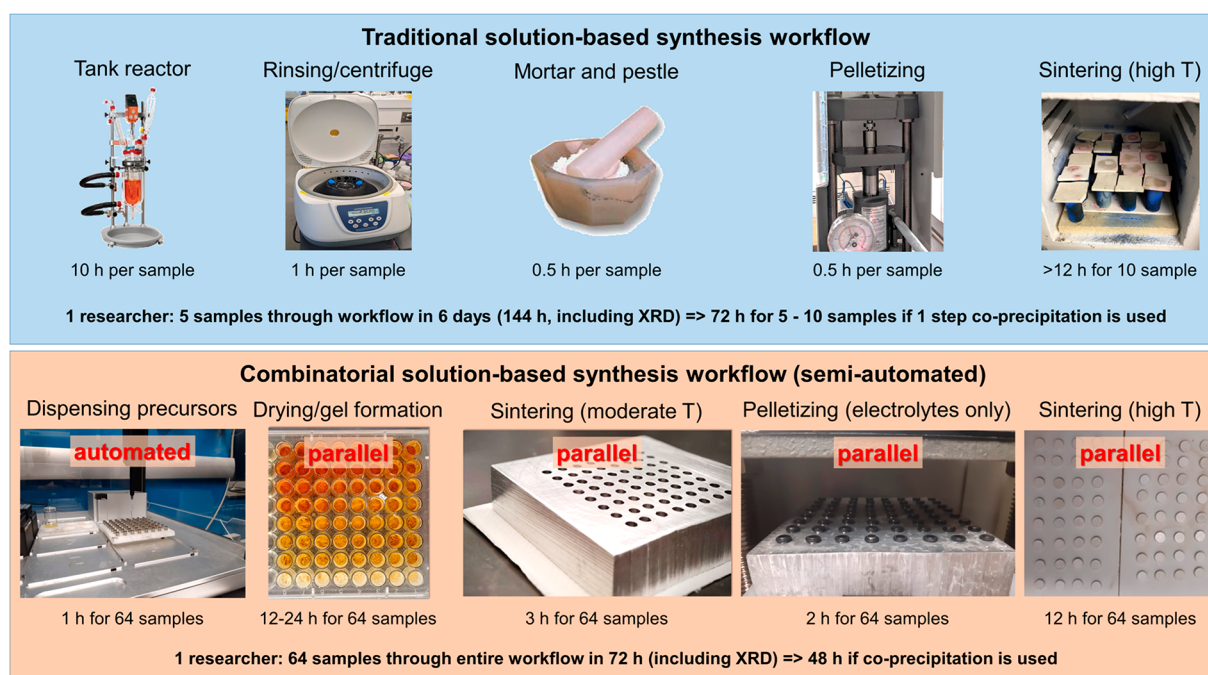 Traditional solution-based synthesis workflow
Tank reactor
Rinsing/centrifuge
Mortar and pestle
Pelletizing
Sintering (high T)
10 h per sample
1 h per sample
0.5 h per sample
0.5 h per sample
>12 h for 10 sample
1 researcher: 5 samples through workflow in 6 days (144 h, including XRD) => 72 h for 5 - 10 samples if 1 step co-precipitation is used
Combinatorial solution-based synthesis workflow (semi-automated)
Dispensing precursors
Drying/gel formation
Sintering (moderate T)
Pelletizing (electrolytes only)
Sintering (high T)
automated
parallel
parallel
parallel
parallel
1 h for 64 samples
12-24 h for 64 samples
3 h for 64 samples
2 h for 64 samples
12 h for 64 samples
1 researcher: 64 samples through entire workflow in 72 h (including XRD) => 48 h if co-precipitation is used